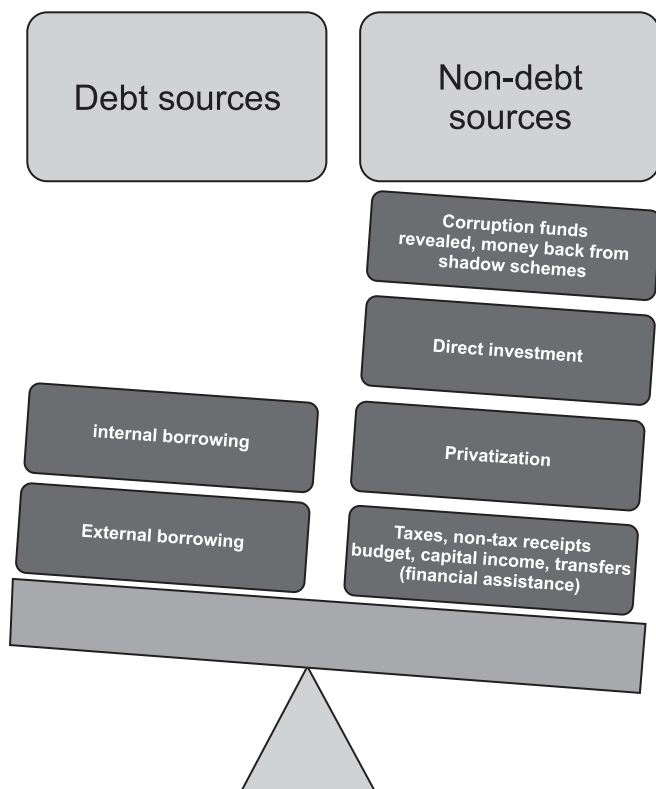 Debt sources
Non-debt
sources
Corruption funds
revealed, money back from
shadow schemes
Direct investment
internal borrowing
Privatization
External borrowing
Taxes, non-tax receipts
budget, capital income, transfers
(financial assistance)